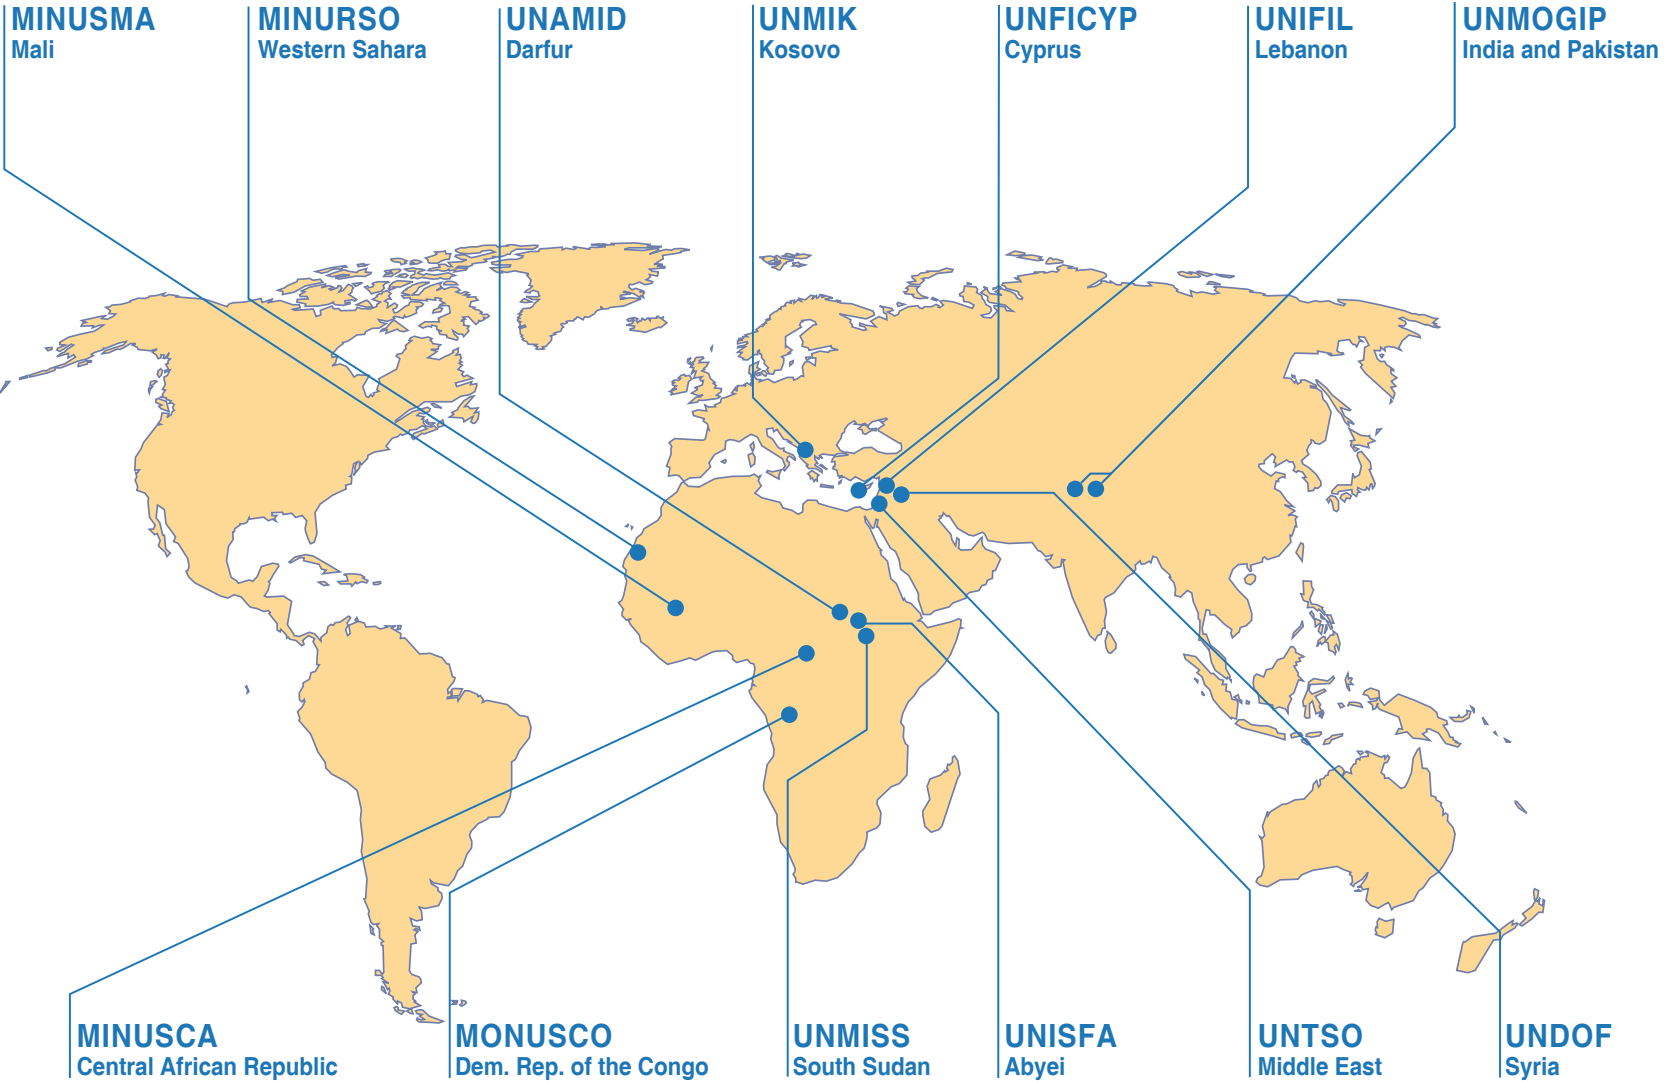 MINUSMA
Mali
MINURSO
Western Sahara
UNAMID
Darfur
UNMIK
Kosovo
UNFICYP
Cyprus
UNIFIL
Lebanon
UNMOGIP
India and Pakistan
MINUSCA
Central African Republic
MONUSCO
Dem. Rep. of the Congo
UNMISS
South Sudan
UNISFA
Abyei
UNTSO
Middle East
UNDOF
Syria